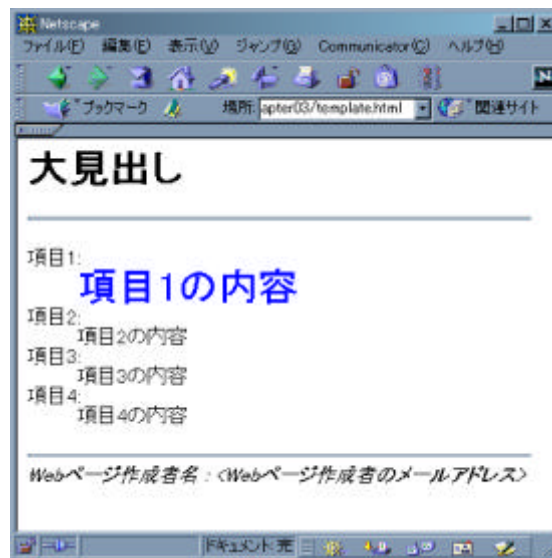 Netscape
ファイル(F) 編集(E) 表示(V) ジャンプ(G) Communicator(C) ヘルプ(H)
ブックマーク 場所: apter03/template.html 関連サイト
大見出し
項目1:
項目1の内容
項目2:
項目2の内容
項目3:
項目3の内容
項目4:
項目4の内容
Webページ作成者名 : <Webページ作成者のメールアドレス>
ドキュメント: 完